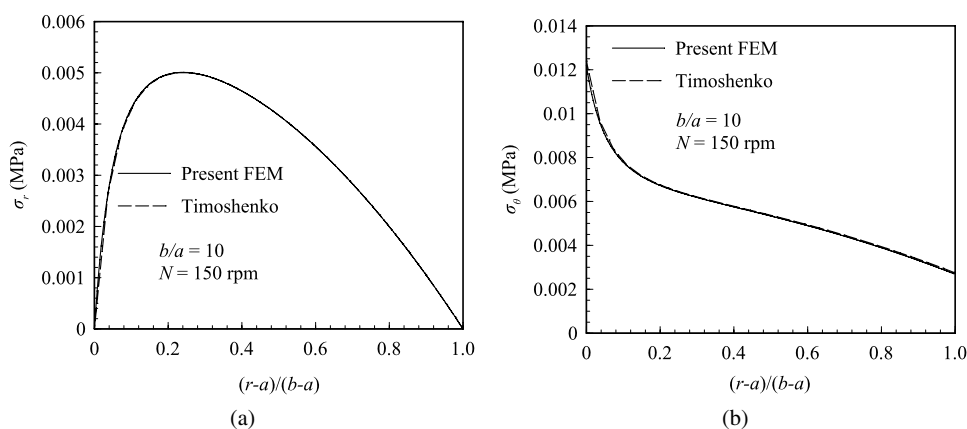 0.006
0.005
0.004
0.003
0.002
0.001
0
σr (MPa)
Present FEM
Timoshenko
b/a = 10
N = 150 rpm
0 0.2 0.4 0.6 0.8 1.0
(r-a)/(b-a)
(a)
0.014
0.012
0.01
0.008
0.006
0.004
0.002
0
σθ (MPa)
Present FEM
Timoshenko
b/a = 10
N = 150 rpm
0 0.2 0.4 0.6 0.8 1.0
(r-a)/(b-a)
(b)